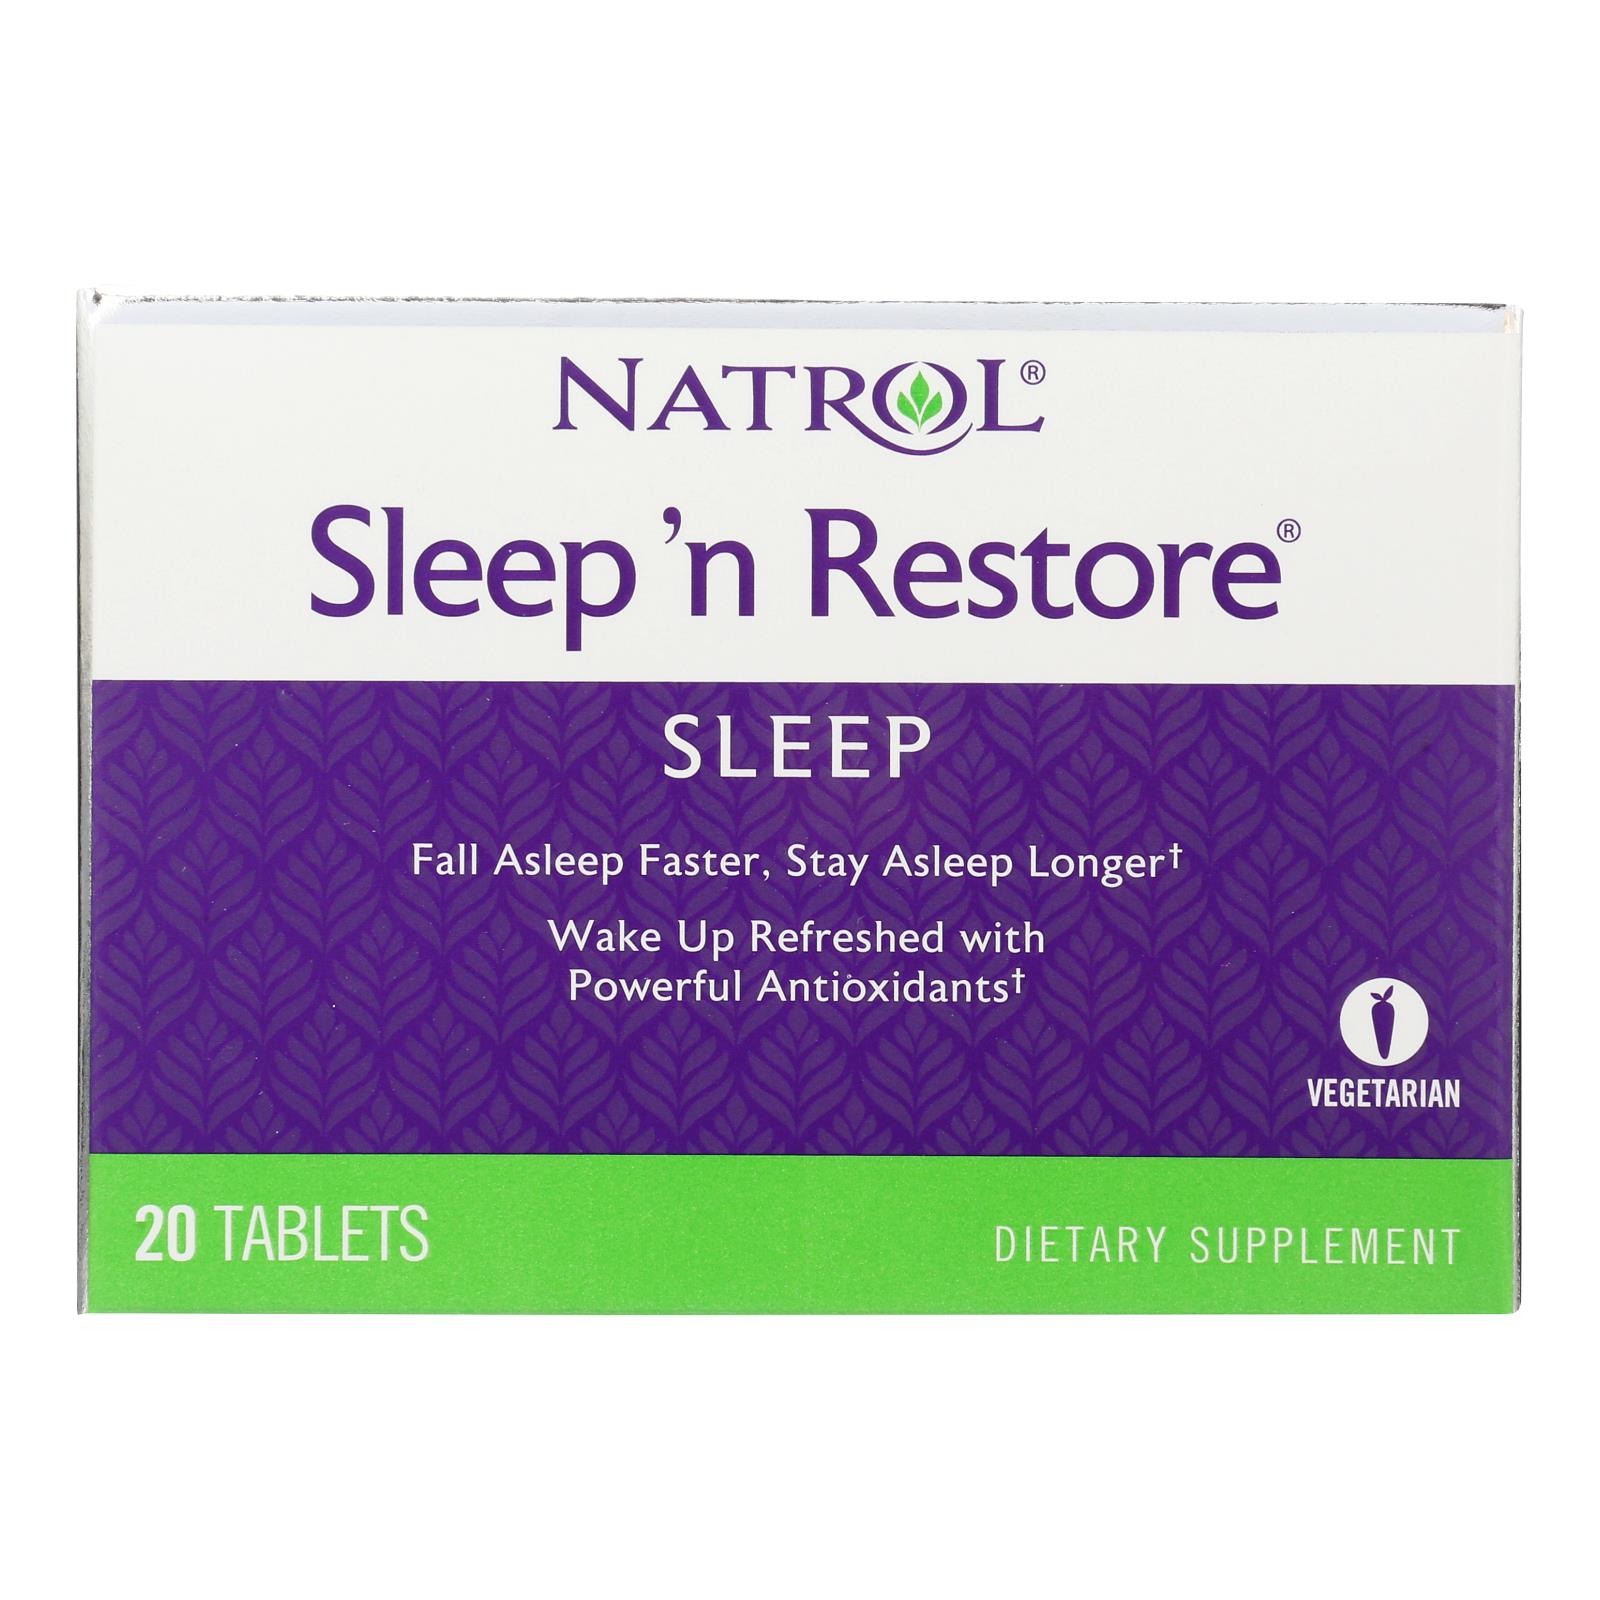 NATROL®
Sleep 'n Restore®
SLEEP
Fall Asleep Faster, Stay Asleep Longer†
Wake Up Refreshed with
Powerful Antioxidants†
VEGETARIAN
20 TABLETS
DIETARY SUPPLEMENT